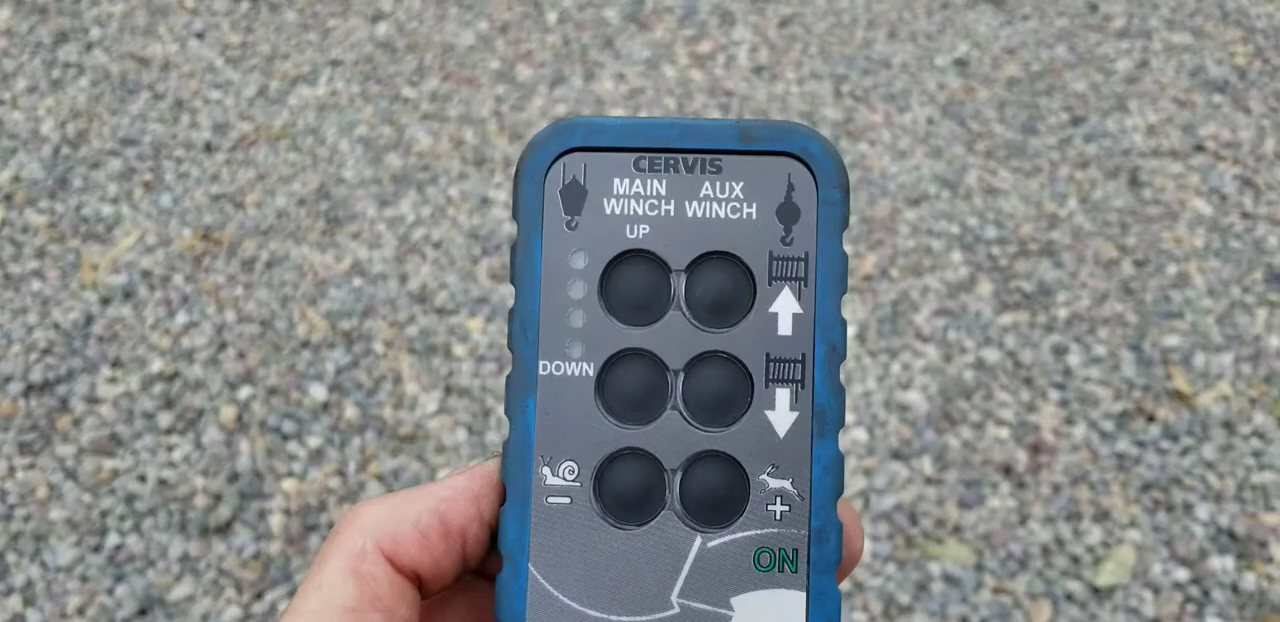 CERVIS
MAIN WINCH
AUX WINCH
UP
DOWN
-
+
ON